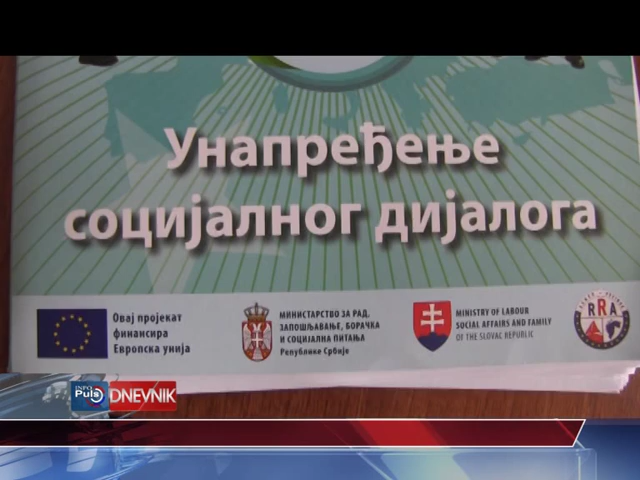 Унапређење
социјалног дијалога
Овај пројекат
финансира
Европска унија
МИНИСТАРСТВО ЗА РАД,
ЗАПОШЉАВАЊЕ, БОРАЧКА
И СОЦИЈАЛНА ПИТАЊА
Републике Србије
MINISTRY OF LABOUR
SOCIAL AFFAIRS AND FAMILY
OF THE SLOVAC REPUBLIC
RRA
INFO
Puls
DNEVNIK